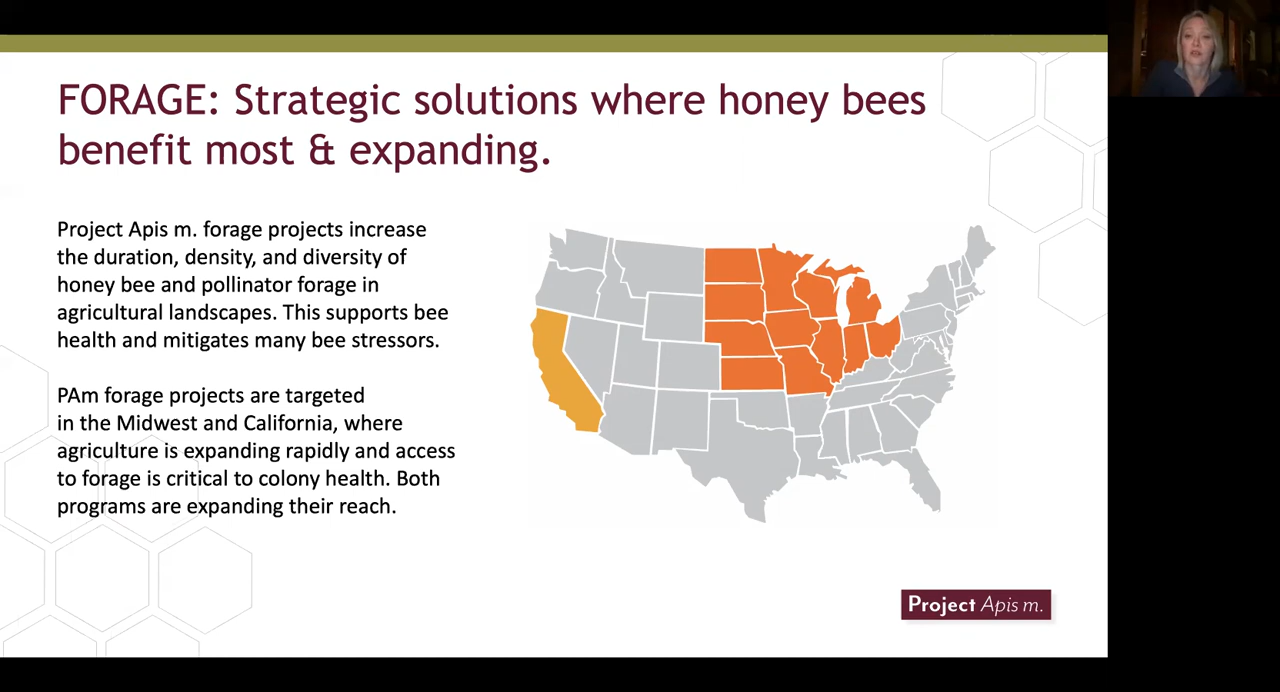 FORAGE: Strategic solutions where honey bees
benefit most & expanding.
Project Apis m. forage projects increase
the duration, density, and diversity of
honey bee and pollinator forage in
agricultural landscapes. This supports bee
health and mitigates many bee stressors.
PAm forage projects are targeted
in the Midwest and California, where
agriculture is expanding rapidly and access
to forage is critical to colony health. Both
programs are expanding their reach.
Project Apis m.